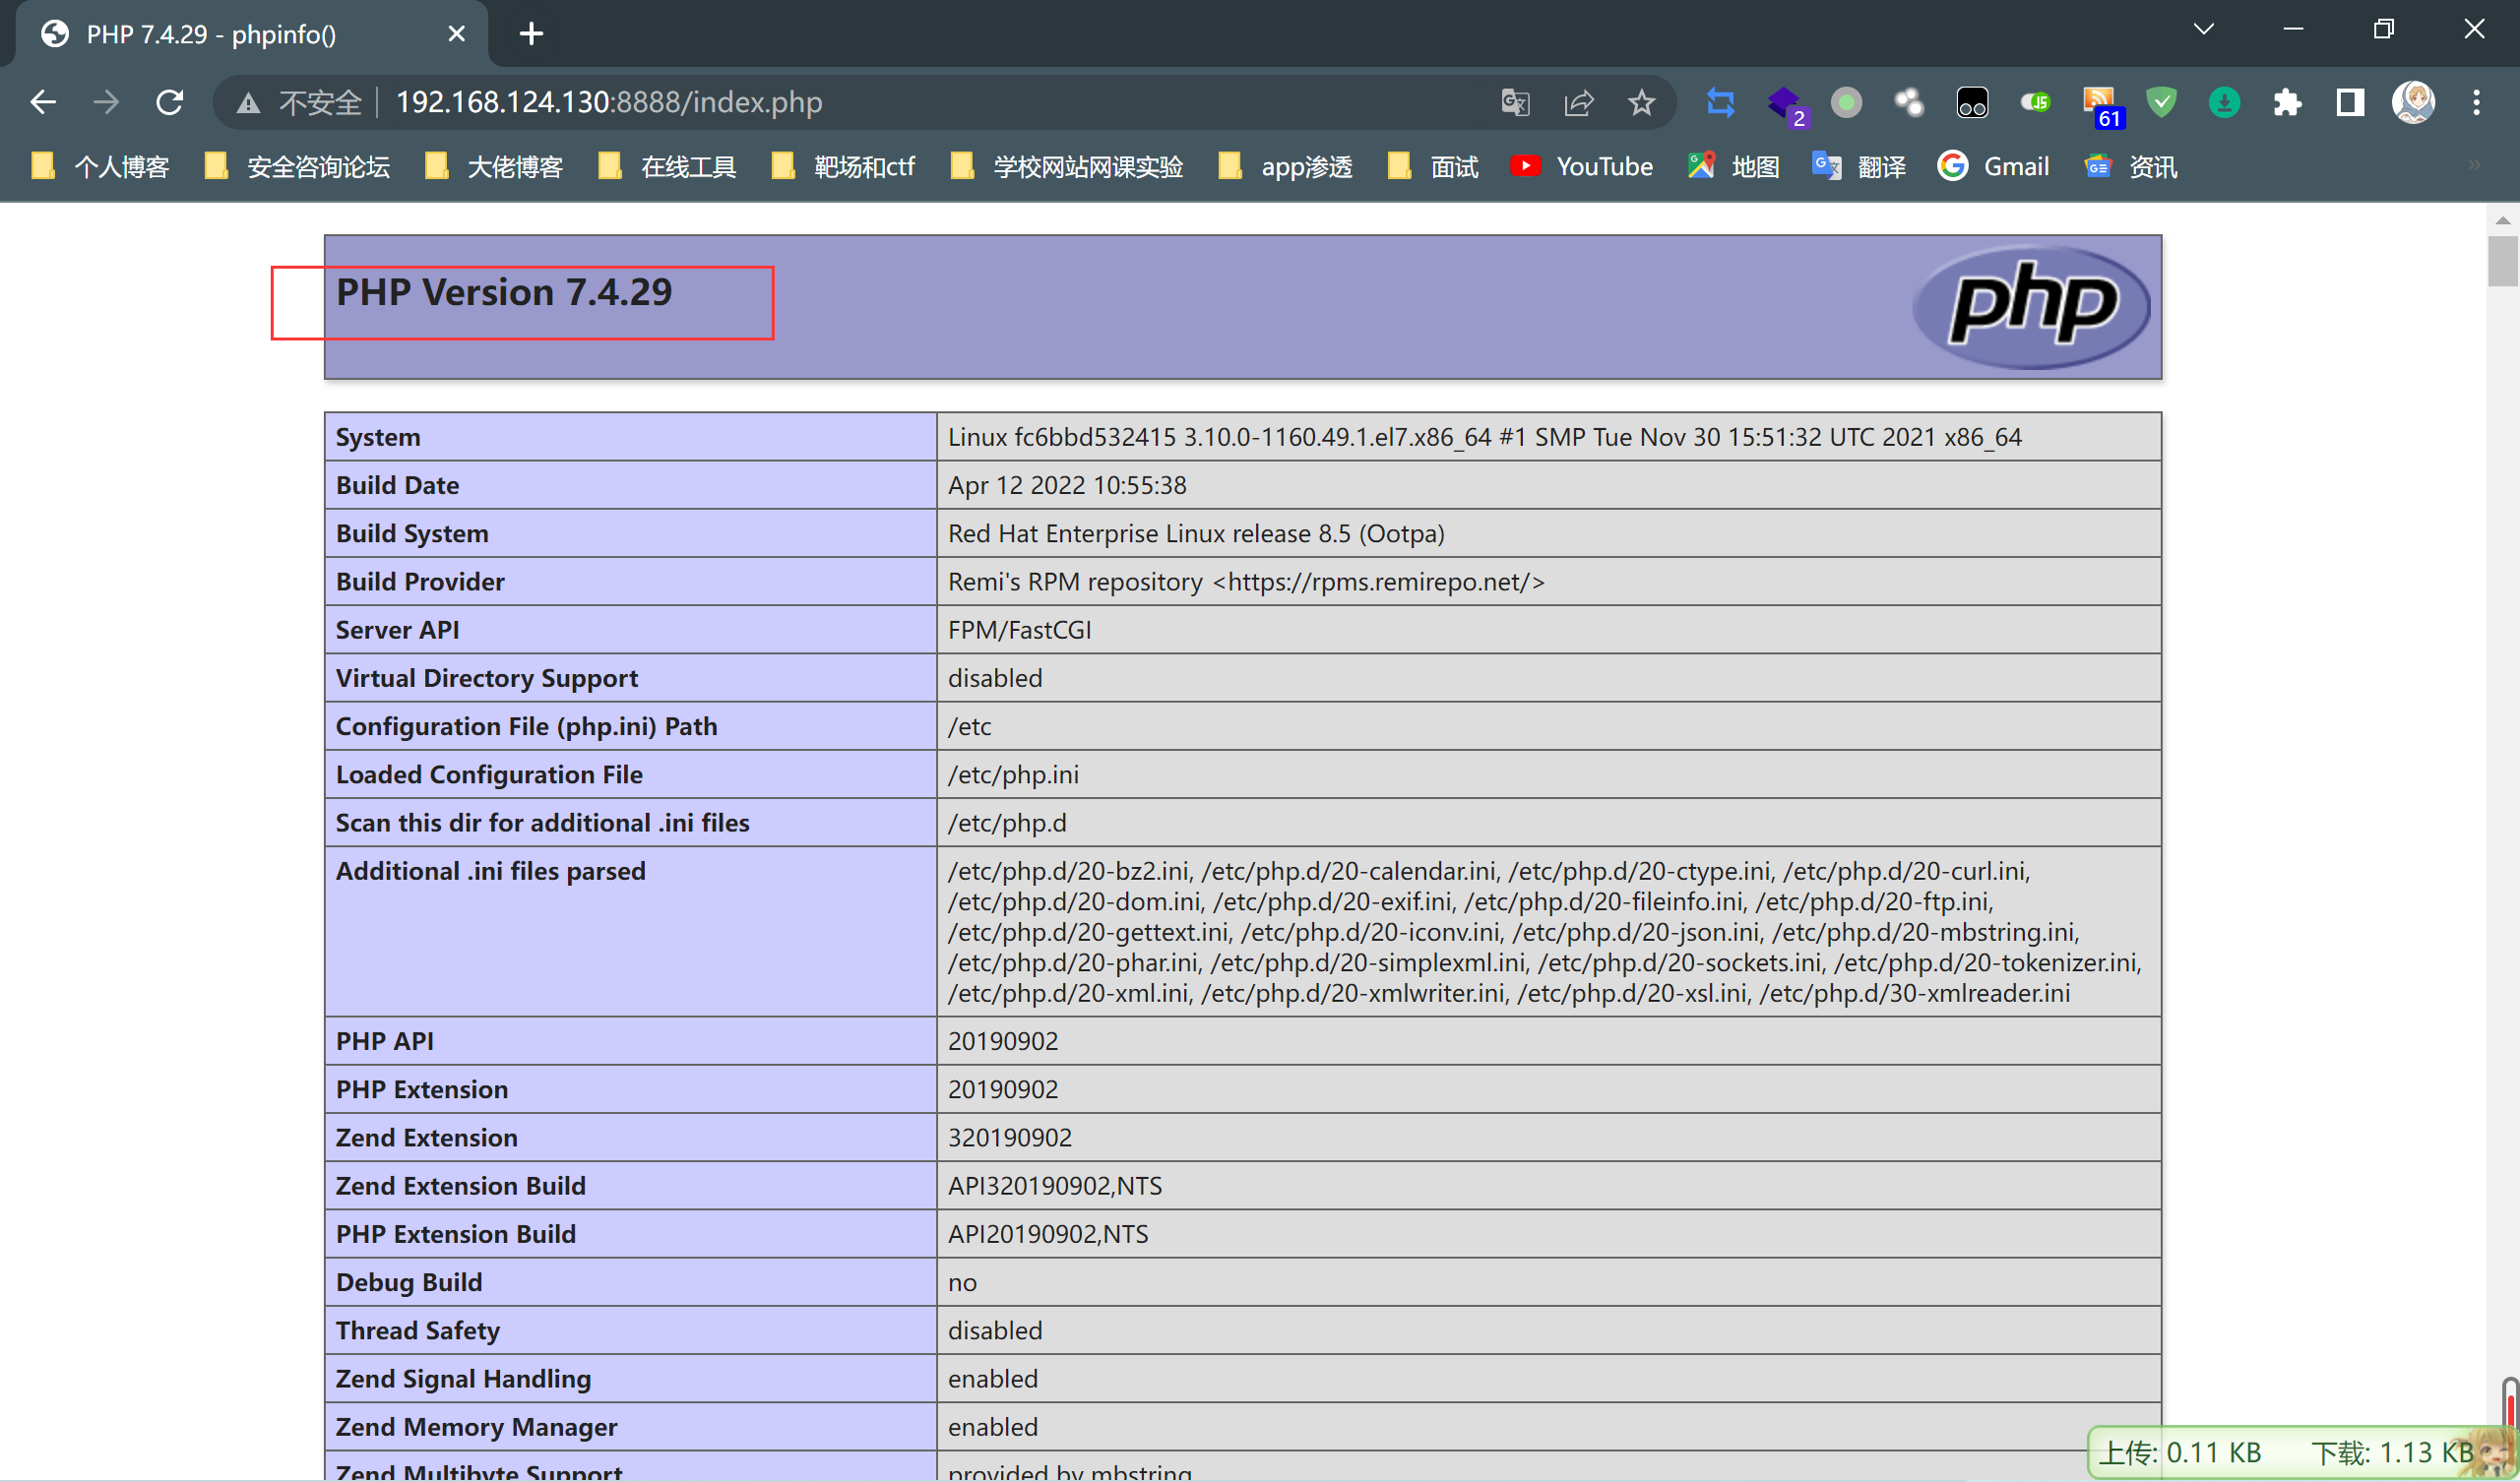 PHP 7.4.29 - phpinfo()
不安全 192.168.124.130:8888/index.php
2
JS
61
个人博客 安全咨询论坛 大佬博客 在线工具 靶场和ctf 学校网站网课实验 app渗透 面试 YouTube 地图 翻译 Gmail 资讯
PHP Version 7.4.29
php
System Linux fc6bbd532415 3.10.0-1160.49.1.el7.x86_64 #1 SMP Tue Nov 30 15:51:32 UTC 2021 x86_64
Build Date Apr 12 2022 10:55:38
Build System Red Hat Enterprise Linux release 8.5 (Ootpa)
Build Provider Remi's RPM repository <https://rpms.remirepo.net/>
Server API FPM/FastCGI
Virtual Directory Support disabled
Configuration File (php.ini) Path /etc
Loaded Configuration File /etc/php.ini
Scan this dir for additional .ini files /etc/php.d
Additional .ini files parsed /etc/php.d/20-bz2.ini, /etc/php.d/20-calendar.ini, /etc/php.d/20-ctype.ini, /etc/php.d/20-curl.ini,
/etc/php.d/20-dom.ini, /etc/php.d/20-exif.ini, /etc/php.d/20-fileinfo.ini, /etc/php.d/20-ftp.ini,
/etc/php.d/20-gettext.ini, /etc/php.d/20-iconv.ini, /etc/php.d/20-json.ini, /etc/php.d/20-mbstring.ini,
/etc/php.d/20-phar.ini, /etc/php.d/20-simplexml.ini, /etc/php.d/20-sockets.ini, /etc/php.d/20-tokenizer.ini,
/etc/php.d/20-xml.ini, /etc/php.d/20-xmlwriter.ini, /etc/php.d/20-xsl.ini, /etc/php.d/30-xmlreader.ini
PHP API 20190902
PHP Extension 20190902
Zend Extension 320190902
Zend Extension Build API320190902,NTS
PHP Extension Build API20190902,NTS
Debug Build no
Thread Safety disabled
Zend Signal Handling enabled
Zend Memory Manager enabled
Zend Multibyte Support provided by mbstring
上传: 0.11 KB 下载: 1.13 KB